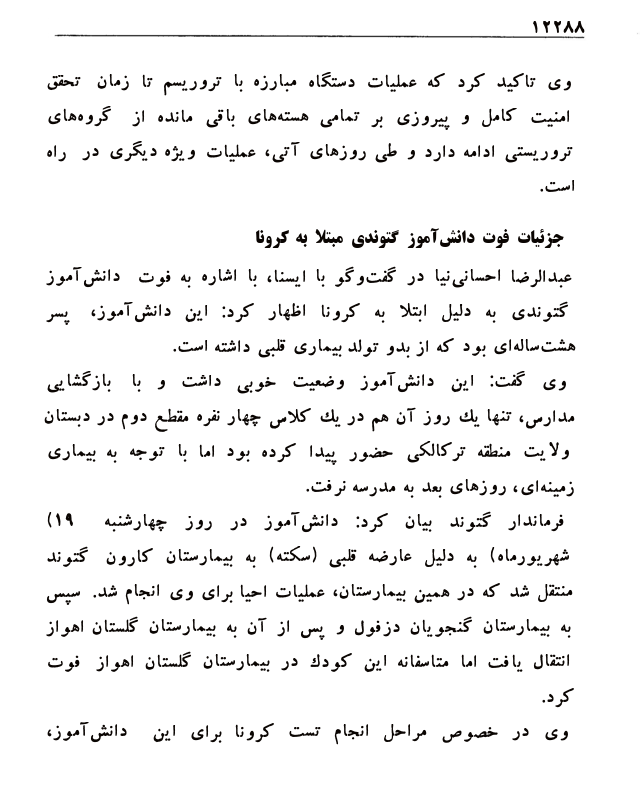 ۱۲۲۸۸
وی تاکید کرد که عملیات دستگاه مبارزه با تروریسم تا زمان تحقق
امنیت کامل و پیروزی بر تمامی هسته‌های باقی مانده از گروه‌های
تروریستی ادامه دارد و طی روزهای آتی، عملیات ویژه دیگری در راه
است.
جزئیات فوت دانش‌آموز گتوندی مبتلا به کرونا
عبدالرضا احسانی‌نیا در گفت‌وگو با ایسنا، با اشاره به فوت دانش‌آموز
گتوندی به دلیل ابتلا به کرونا اظهار کرد: این دانش‌آموز، پسر
هشت‌ساله‌ای بود که از بدو تولد بیماری قلبی داشته است.
وی گفت: این دانش‌آموز وضعیت خوبی داشت و با بازگشایی
مدارس، تنها یك روز آن هم در یك کلاس چهار نفره مقطع دوم در دبستان
ولایت منطقه ترکالکی حضور پیدا کرده بود اما با توجه به بیماری
زمینه‌ای، روزهای بعد به مدرسه نرفت.
فرماندار گتوند بیان کرد: دانش‌آموز در روز چهارشنبه ۱۹)
شهریورماه) به دلیل عارضه قلبی (سکته) به بیمارستان کارون گتوند
منتقل شد که در همین بیمارستان، عملیات احیا برای وی انجام شد. سپس
به بیمارستان گنجویان دزفول و پس از آن به بیمارستان گلستان اهواز
انتقال یافت اما متاسفانه این کودك در بیمارستان گلستان اهواز فوت
کرد.
وی در خصوص مراحل انجام تست کرونا برای این دانش‌آموز،